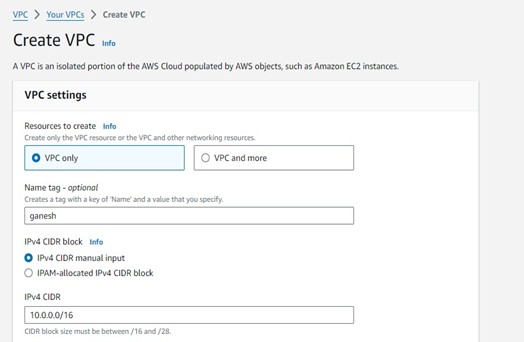 VPC > Your VPCs > Create VPC
Create VPC Info
A VPC is an isolated portion of the AWS Cloud populated by AWS objects, such as Amazon EC2 instances.
VPC settings
Resources to create Info
Create only the VPC resource or the VPC and other networking resources.
VPC only
VPC and more
Name tag - optional
Creates a tag with a key of 'Name' and a value that you specify.
ganesh
IPv4 CIDR block Info
IPv4 CIDR manual input
IPAM-allocated IPv4 CIDR block
IPv4 CIDR
10.0.0.0/16
CIDR block size must be between /16 and /28.